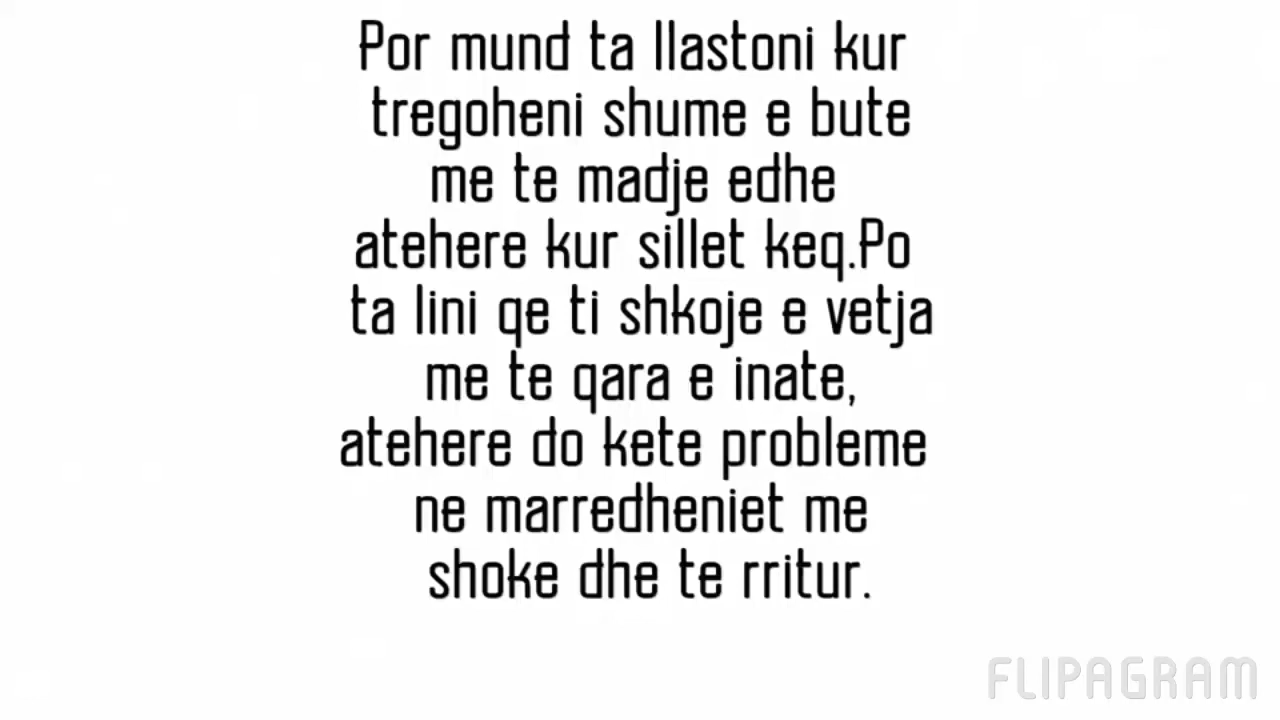 Por mund ta llastoni kur
tregoheni shume e bute
me te madje edhe
atehere kur sillet keq.Po
ta lini qe ti shkoje e vetja
me te qara e inate,
atehere do kete probleme
ne marredheniet me
shoke dhe te rritur.
FLIPAGRAM